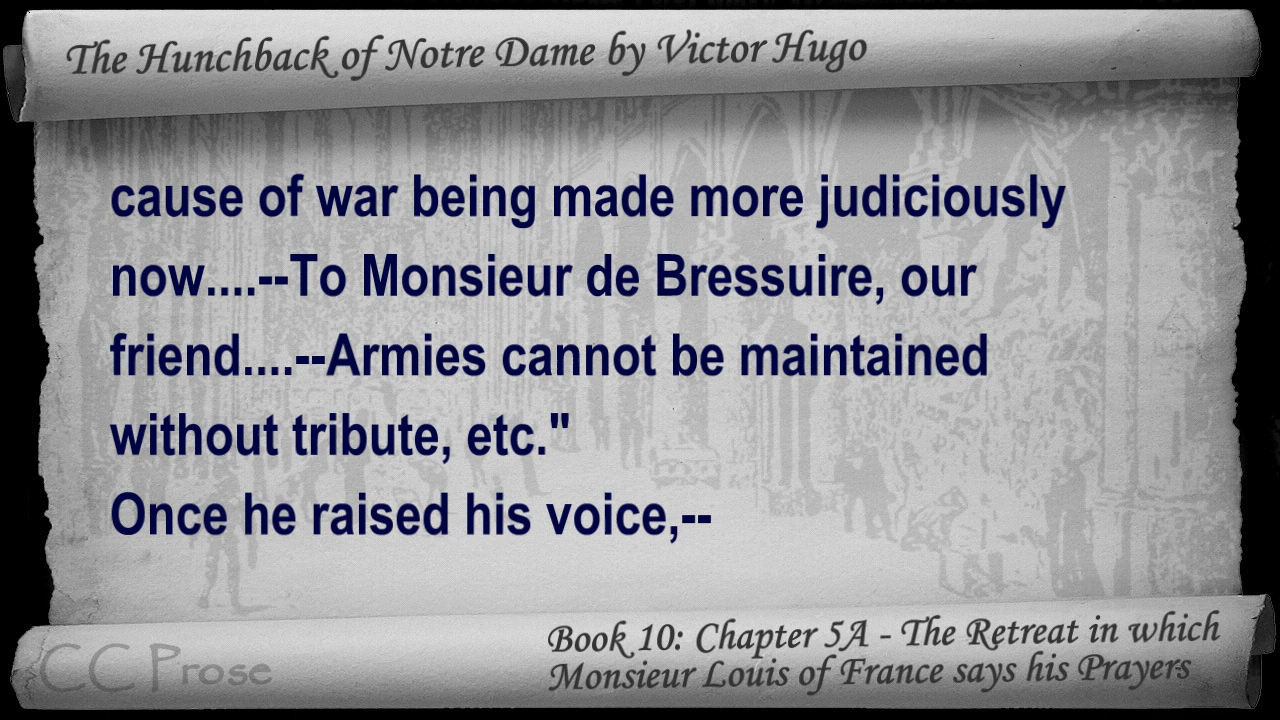 The Hunchback of Notre Dame by Victor Hugo
cause of war being made more judiciously
now....--To Monsieur de Bressuire, our
friend....--Armies cannot be maintained
without tribute, etc."
Once he raised his voice,--
CC Prose
Book 10: Chapter 5A - The Retreat in which
Monsieur Louis of France says his Prayers